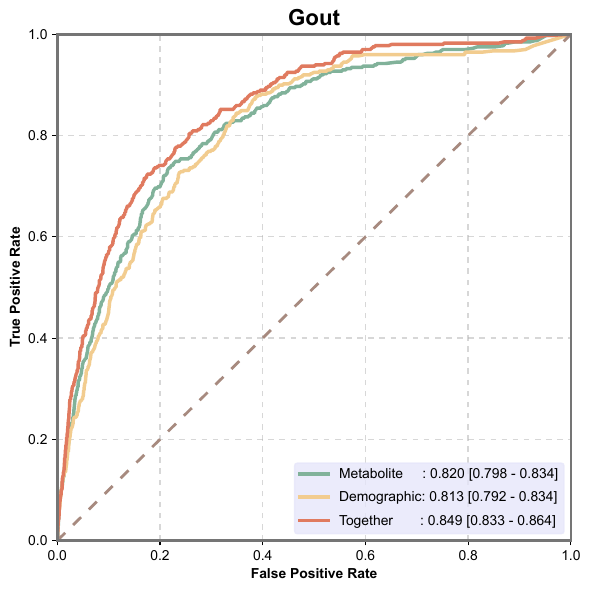 Gout
True Positive Rate
1.0
0.8
0.6
0.4
0.2
0.0
Metabolite : 0.820 [0.798 - 0.834]
Demographic: 0.813 [0.792 - 0.834]
Together : 0.849 [0.833 - 0.864]
0.0 0.2 0.4 0.6 0.8 1.0
False Positive Rate